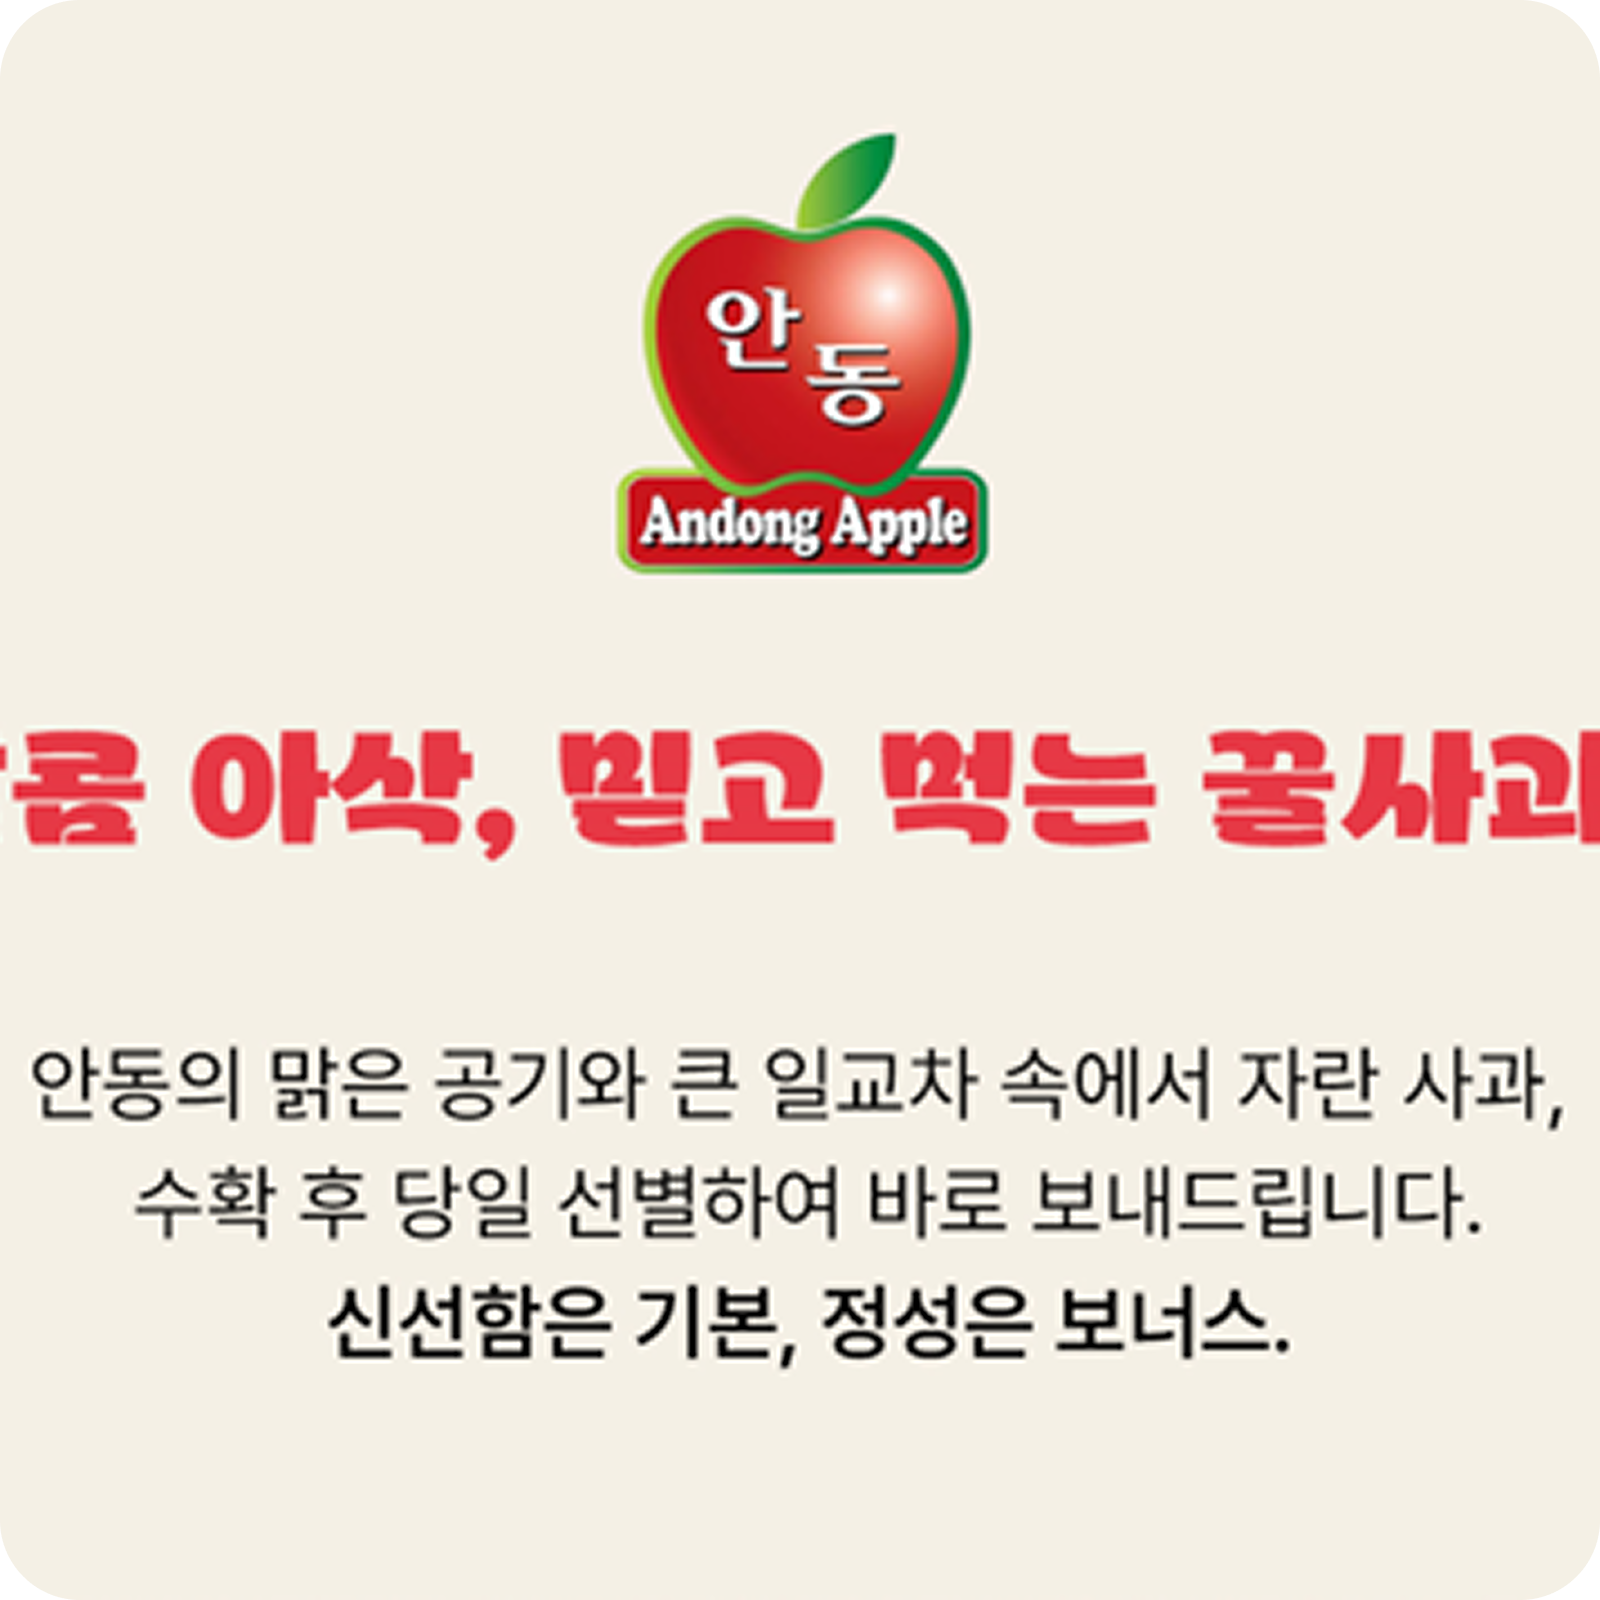 안동
Andong Apple
콤 아삭, 믿고 먹는 꿀사과
안동의 맑은 공기와 큰 일교차 속에서 자란 사과,
수확 후 당일 선별하여 바로 보내드립니다.
신선함은 기본, 정성은 보너스.